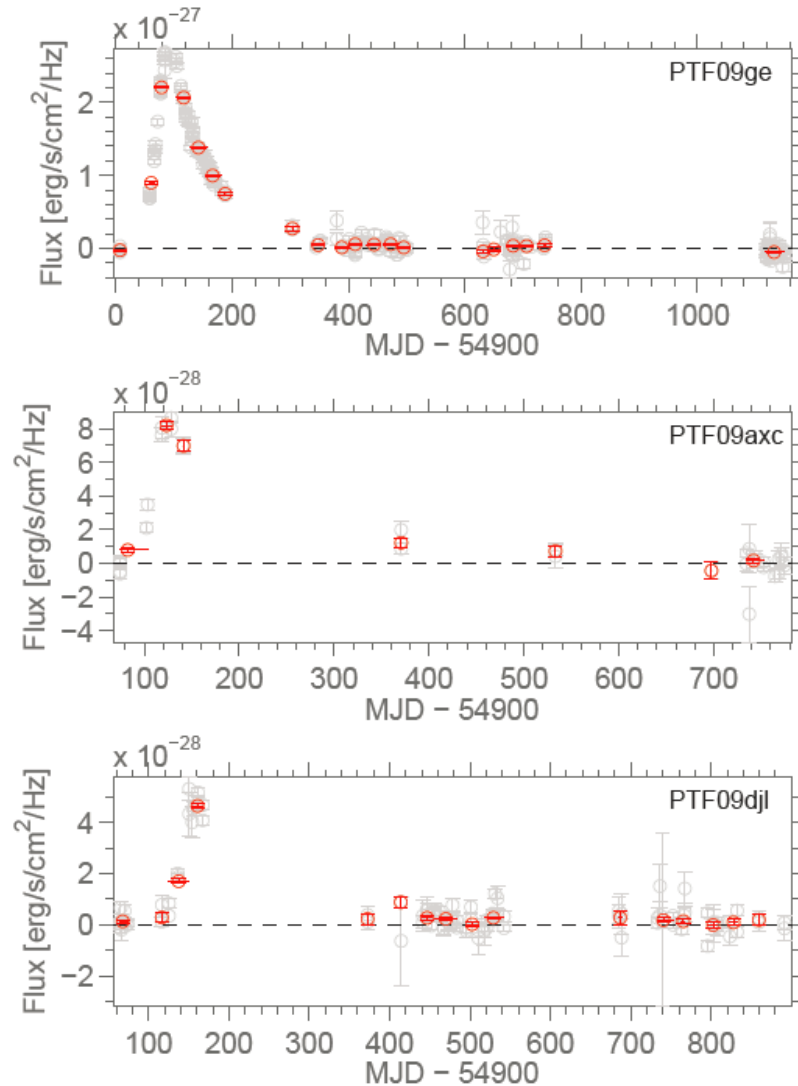 x 10−27
PTF09ge
2
1
0
Flux [erg/s/cm2/Hz]
0 200 400 600 800 1000
MJD − 54900
x 10−28
PTF09axc
8
6
4
2
0
−2
−4
Flux [erg/s/cm2/Hz]
100 200 300 400 500 600 700
MJD − 54900
x 10−28
PTF09djl
4
2
0
−2
Flux [erg/s/cm2/Hz]
100 200 300 400 500 600 700 800
MJD − 54900